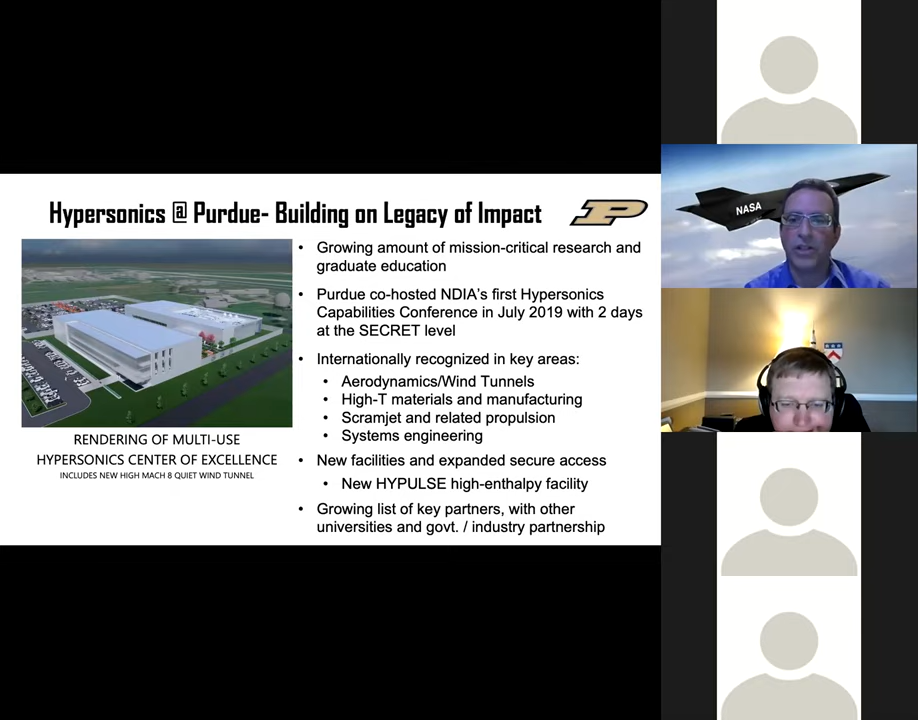 Hypersonics @ Purdue- Building on Legacy of Impact
P
• Growing amount of mission-critical research and
graduate education
• Purdue co-hosted NDIA's first Hypersonics
Capabilities Conference in July 2019 with 2 days
at the SECRET level
• Internationally recognized in key areas:
• Aerodynamics/Wind Tunnels
• High-T materials and manufacturing
• Scramjet and related propulsion
• Systems engineering
• New facilities and expanded secure access
• New HYPULSE high-enthalpy facility
• Growing list of key partners, with other
universities and govt. / industry partnership
RENDERING OF MULTI-USE
HYPERSONICS CENTER OF EXCELLENCE
INCLUDES NEW HIGH MACH 8 QUIET WIND TUNNEL
NASA